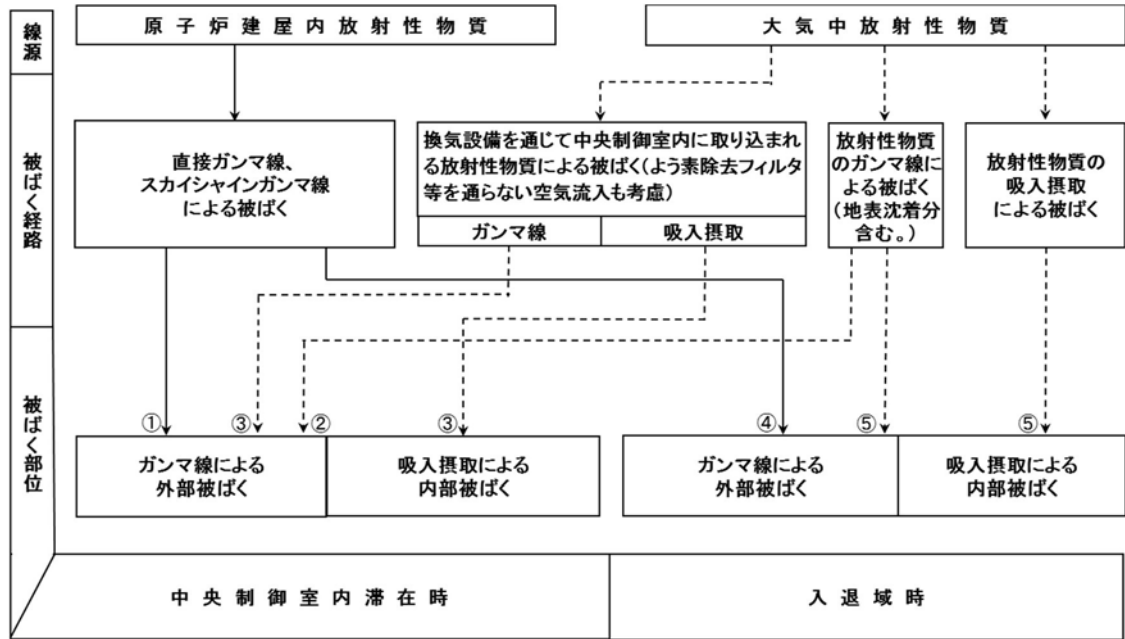 線源
原子炉建屋内放射性物質
大気中放射性物質
被ばく経路
直接ガンマ線、
スカイシャインガンマ線
による被ばく
換気設備を通じて中央制御室内に取り込まれ
る放射性物質による被ばく(よう素除去フィルタ
等を通らない空気流入も考慮)
ガンマ線
吸入摂取
放射性物質
のガンマ線に
よる被ばく
(地表沈着分
含む。)
放射性物質の
吸入摂取
による被ばく
被ばく部位
①
③
②
③
④
⑤
⑤
ガンマ線による
外部被ばく
吸入摂取による
内部被ばく
ガンマ線による
外部被ばく
吸入摂取による
内部被ばく
中央制御室内滞在時
入退域時